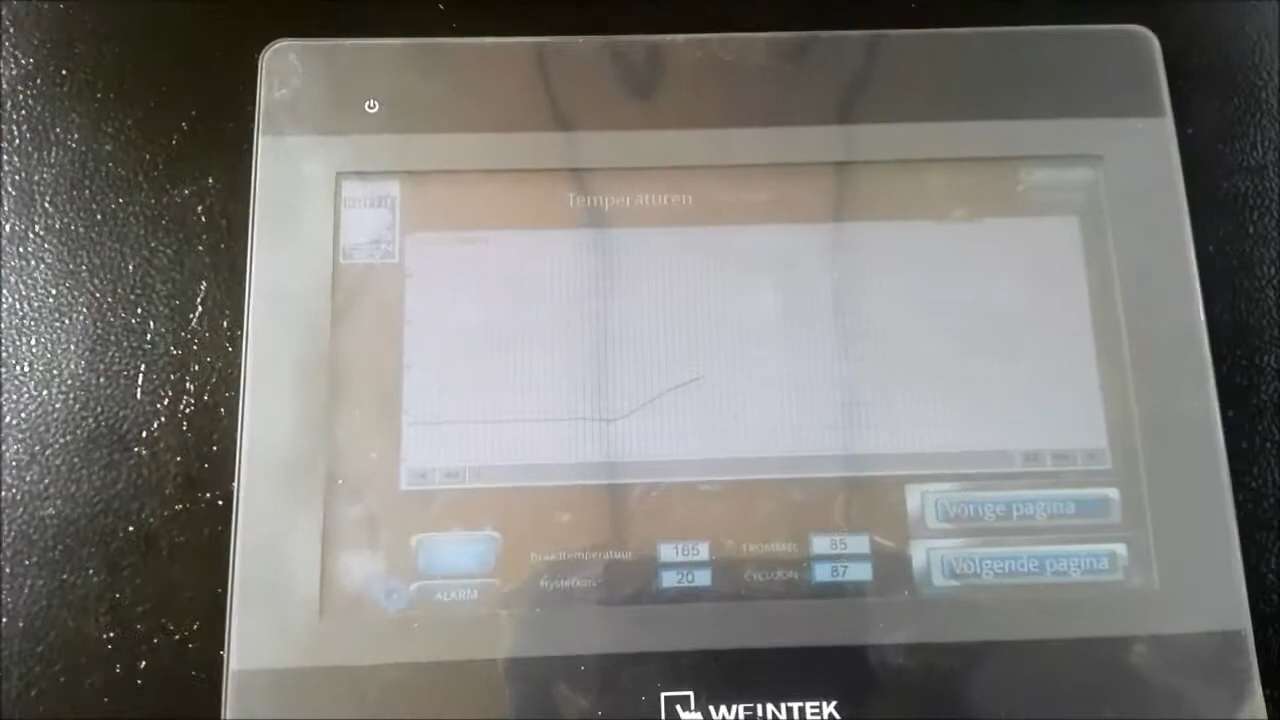 Temperaturen
Vorige pagina
165
TROMMEL
85
20
CYCLOON
87
Volgende pagina
ALARM
WEINTEK